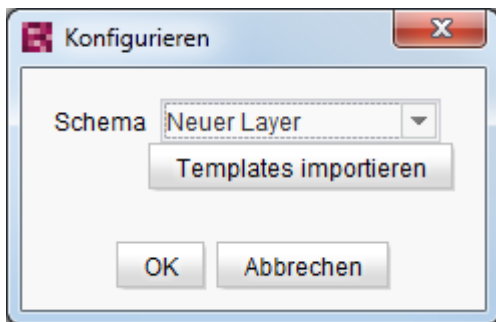 Konfigurieren
Schema Neuer Layer
Templates importieren
OK Abbrechen